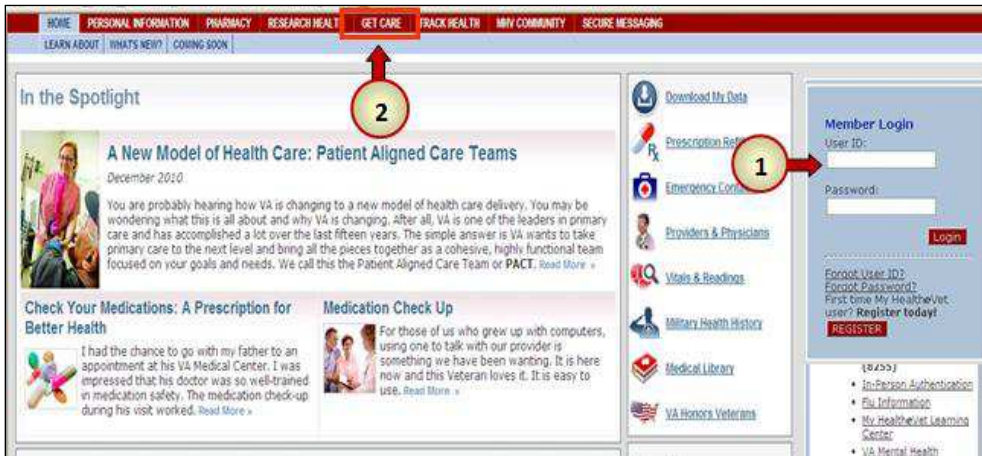 HOME PERSONAL INFORMATION PHARMACY RESEARCH HEALT GET CARE TRACK HEALTH MHV COMMUNITY SECURE MESSAGING
LEARN ABOUT WHAT'S NEW? COMING SOON
2
In the Spotlight
A New Model of Health Care: Patient Aligned Care Teams
December 2010
You are probably hearing how VA is changing to a new model of health care delivery. You may be
wondering what this is all about and why VA is changing. After all, VA is one of the leaders in primary
care and has accomplished a lot over the last fifteen years. The simple answer is VA wants to take
primary care to the next level and bring all the pieces together as a cohesive, highly functional team
focused on your goals and needs. We call this the Patient Aligned Care Team or PACT. Read More »
Check Your Medications: A Prescription for
Better Health
I had the chance to go with my father to an
appointment at his VA Medical Center. I was
impressed that his doctor was so well-trained
in medication safety. The medication check-up
during his visit worked. Read More »
Medication Check Up
For those of us who grew up with computers,
using one to talk with our provider is
something we have been wanting. It is here
now and this Veteran loves it. It is easy to
use. Read More »
Download My Data
Rx
Prescription Refi
Emergency Conta
Providers & Physicians
Vitals & Readings
Military Health History
Medical Library
VA Honors Veterans
1
Member Login
User ID:
Password:
Login
Forgot User ID?
Forgot Password?
First time My HealtheVet
user? Register today!
REGISTER
(8255)
• In-Person Authentication
• Flu Information
• My HealtheVet Learning
Center
• VA Mental Health